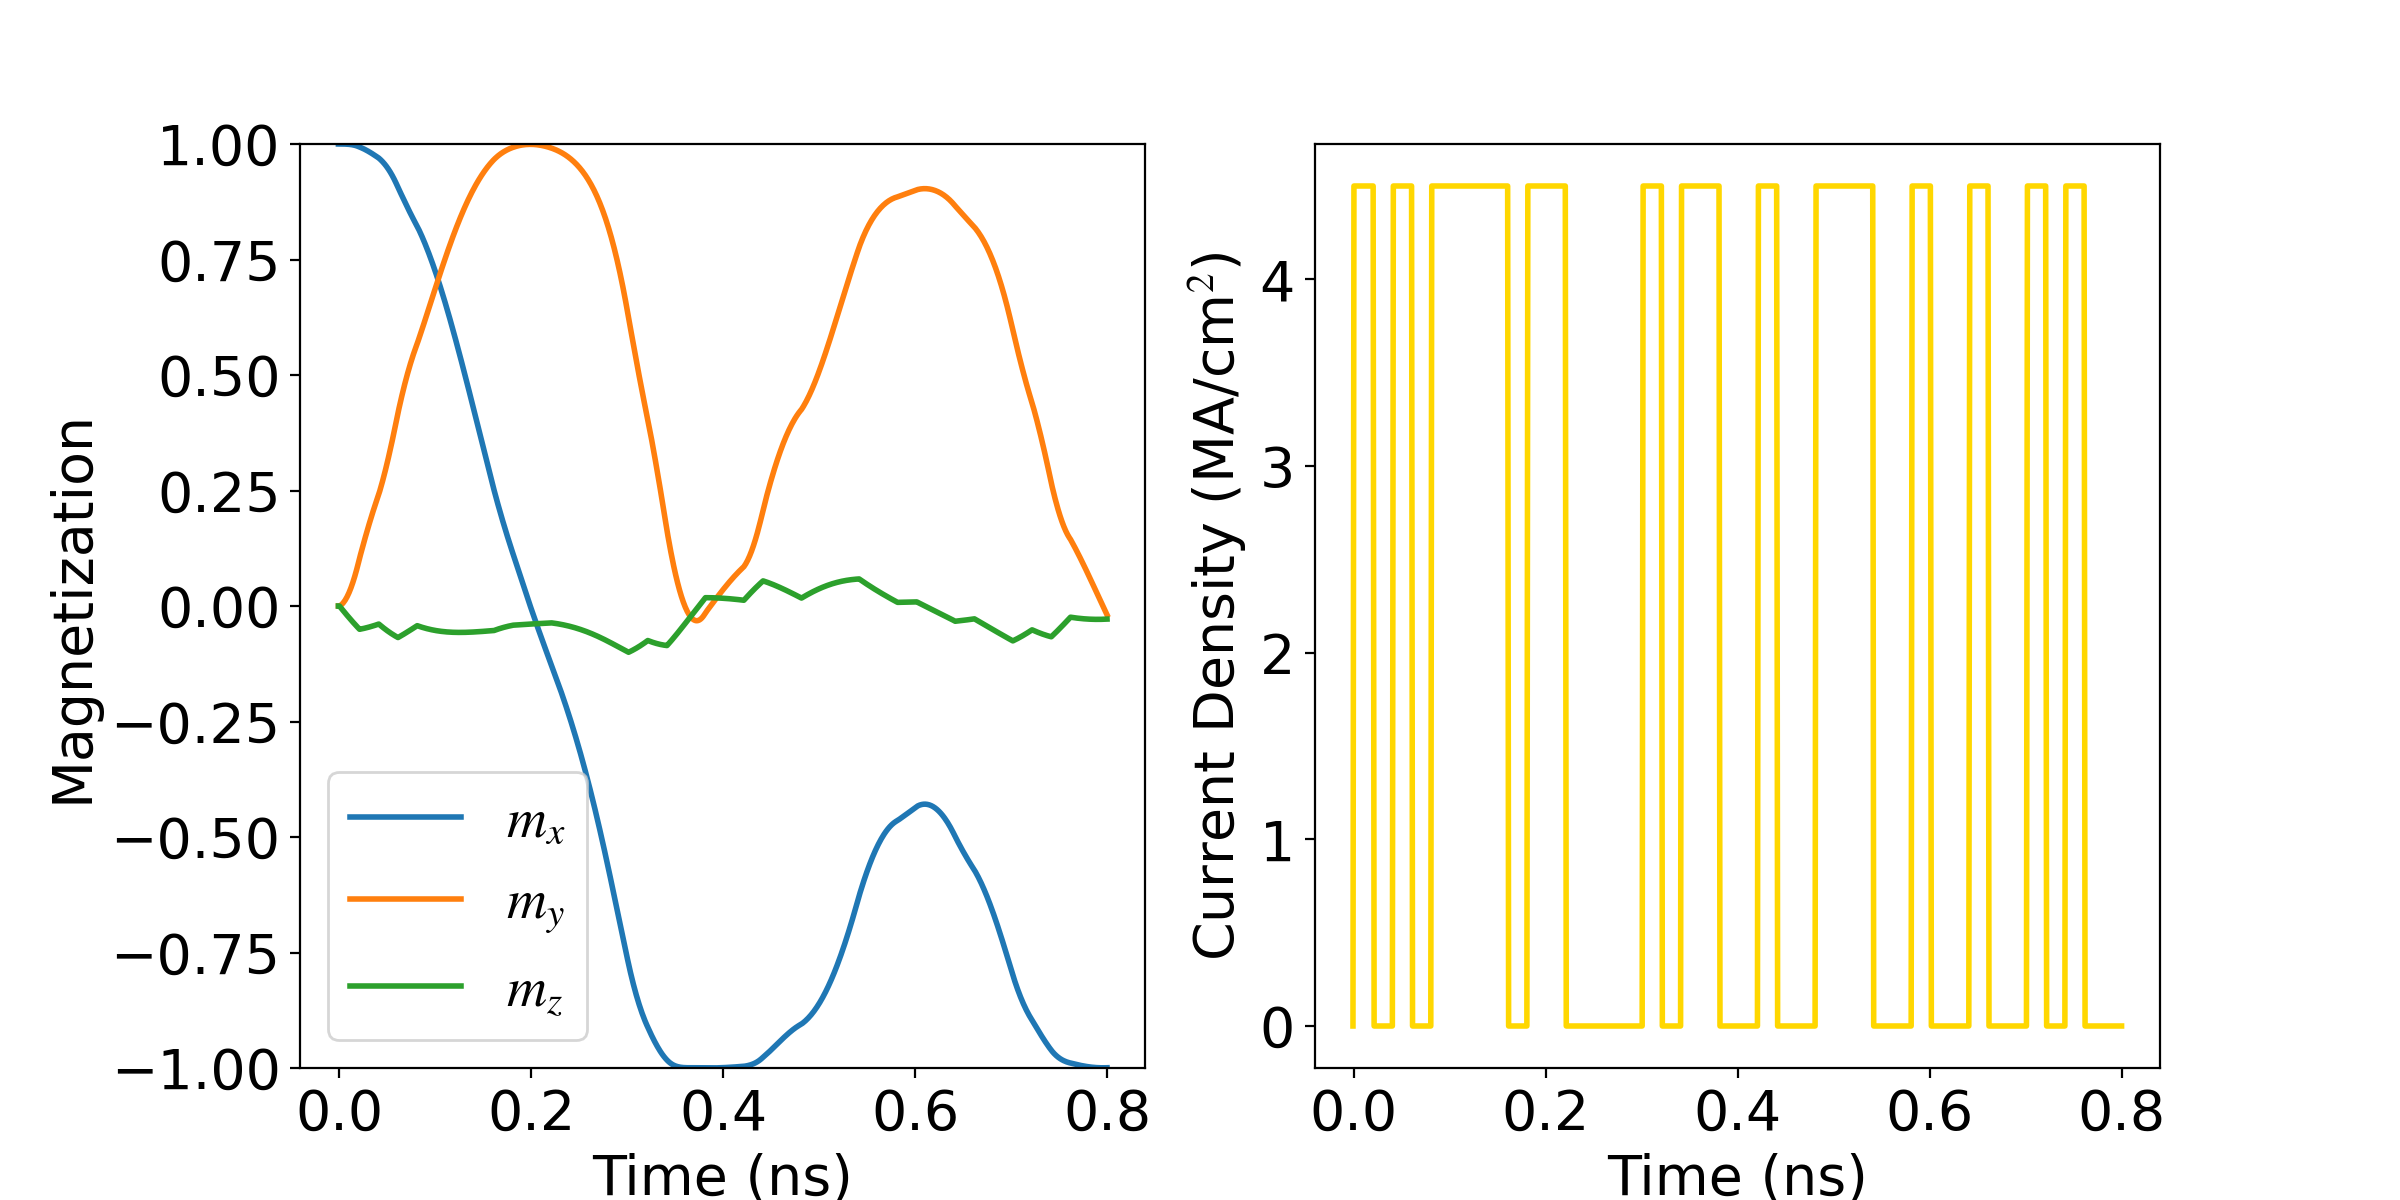 Magnetization
1.00
0.75
0.50
0.25
0.00
−0.25
−0.50
−0.75
−1.00
m_x
m_y
m_z
0.0 0.2 0.4 0.6 0.8
Time (ns)
Current Density (MA/cm²)
4
3
2
1
0
0.0 0.2 0.4 0.6 0.8
Time (ns)